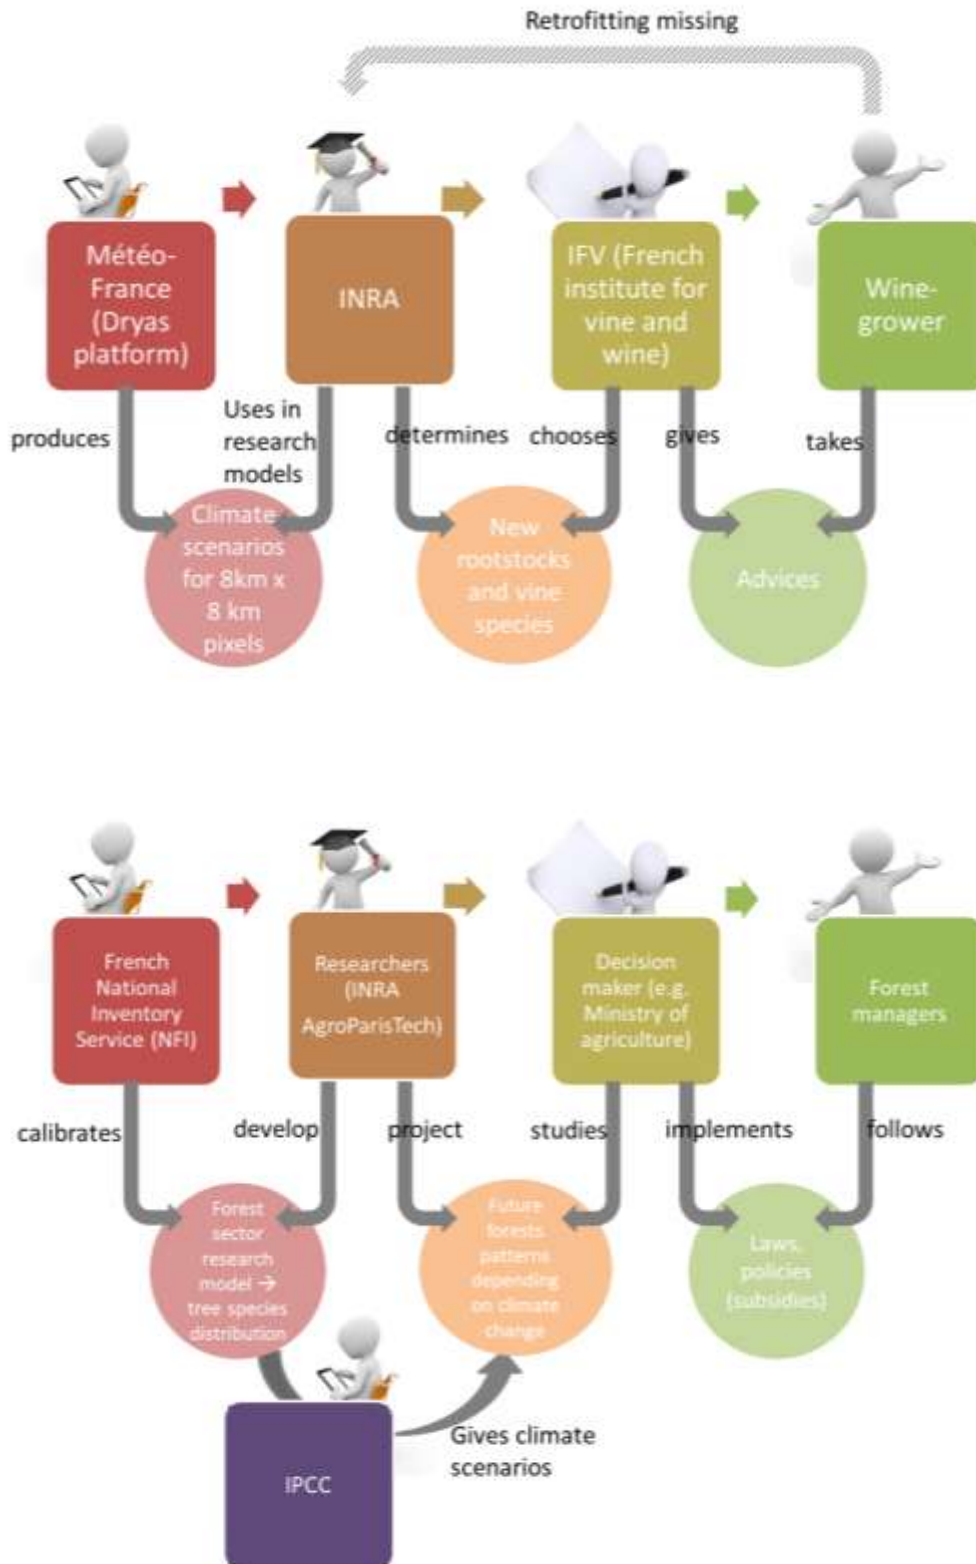 Retrofitting missing
Météo-
France
(Dryas
platform)
INRA
IFV (French
institute for
vine and
wine)
Wine-
grower
produces
Uses in
research
models
determines
chooses
gives
takes
Climate
scenarios
for 8km x
8 km
pixels
New
rootstocks
and vine
species
Advices
French
National
Inventory
Service (NFI)
Researchers
(INRA
AgroParisTech)
Decision
maker (e.g.
Ministry of
agriculture)
Forest
managers
calibrates
develop
project
studies
implements
follows
Forest
sector
research
model →
tree species
distribution
Future
forests
patterns
depending
on climate
change
Laws,
policies
(subsidies)
IPCC
Gives climate
scenarios